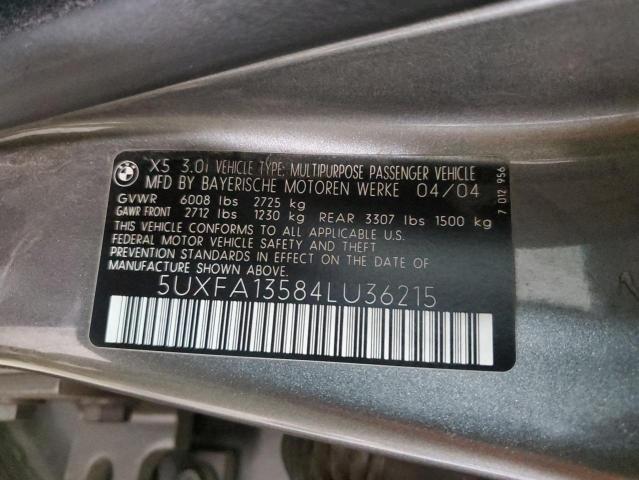 X5 3.0i VEHICLE TYPE: MULTIPURPOSE PASSENGER VEHICLE
MFD BY BAYERISCHE MOTOREN WERKE 04/04
GVWR 6008 lbs 2725 kg
GAWR FRONT 2712 lbs 1230 kg REAR 3307 lbs 1500 kg
THIS VEHICLE CONFORMS TO ALL APPLICABLE U.S.
FEDERAL MOTOR VEHICLE SAFETY AND THEFT
PREVENTION STANDARDS IN EFFECT ON THE DATE
OF MANUFACTURE SHOWN ABOVE.
5UXFA13584LU36215
7 012 956